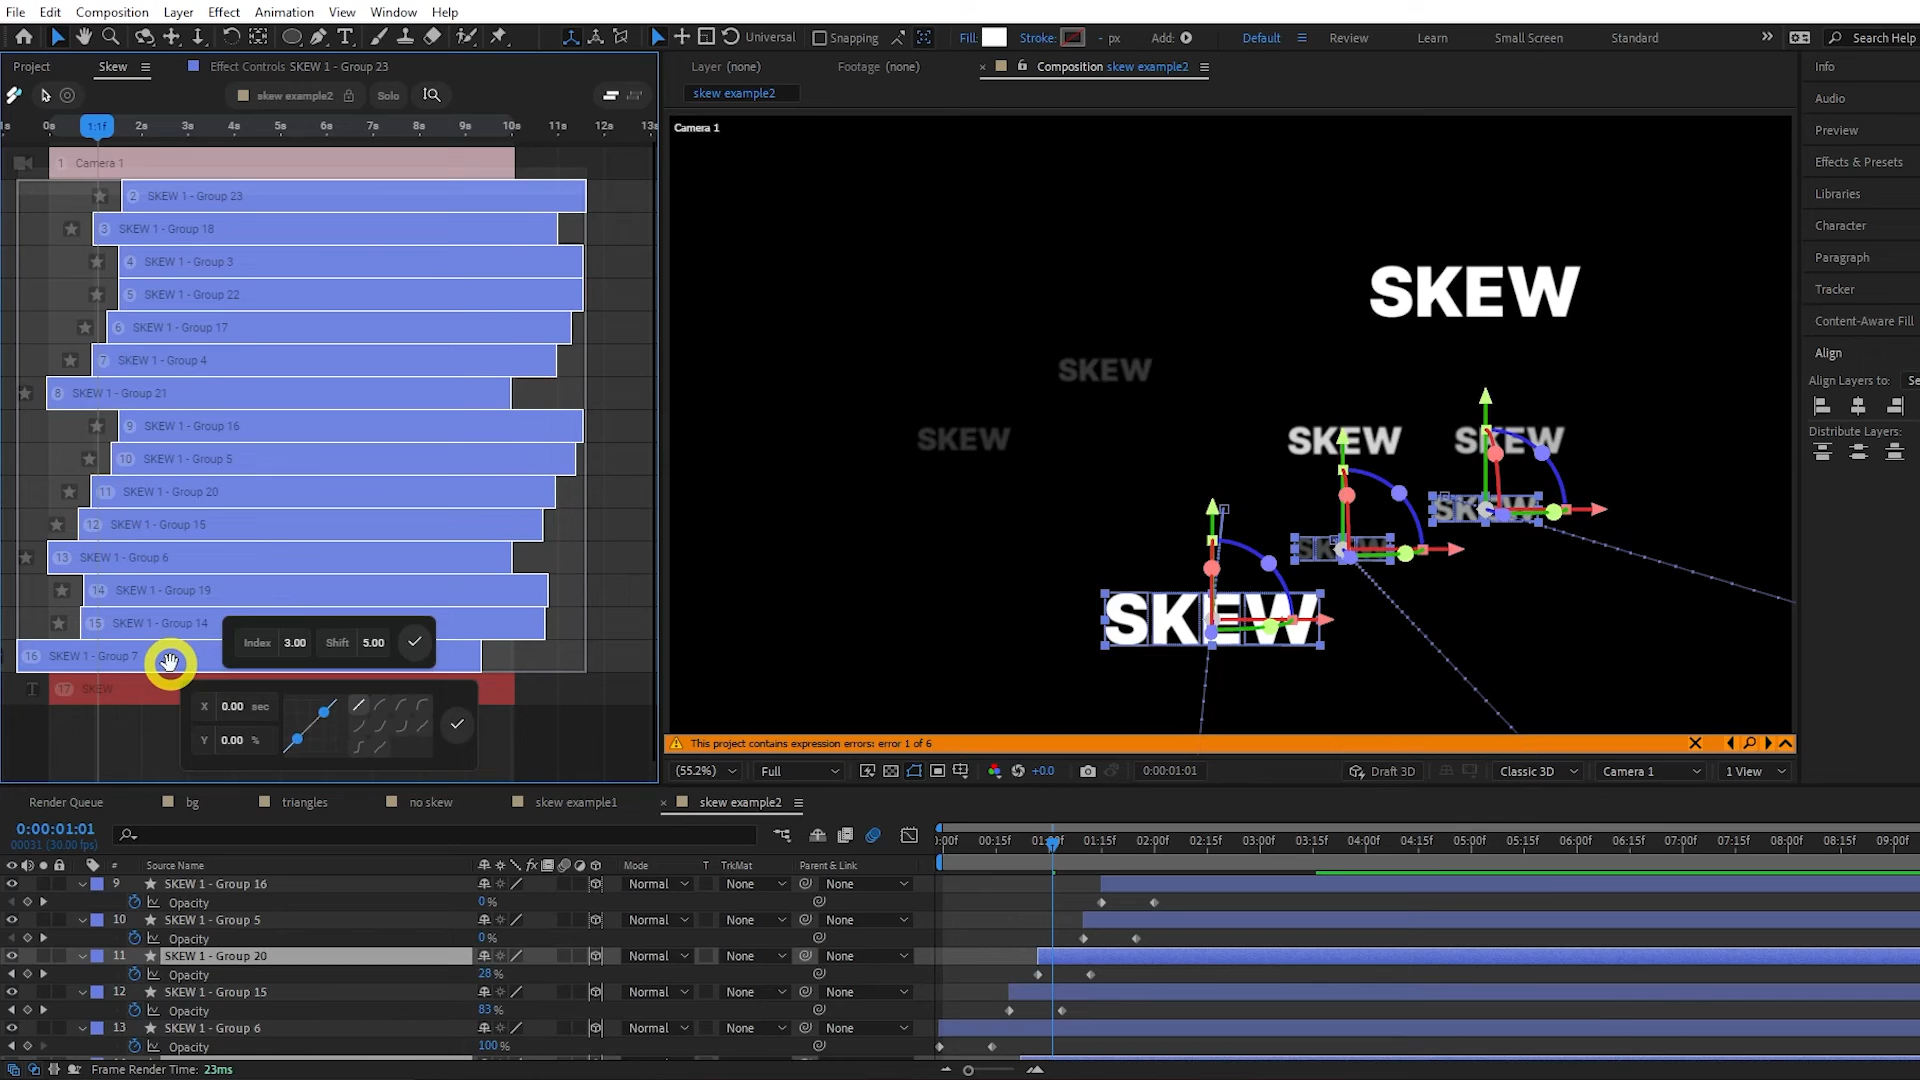 File Edit Composition Layer Effect Animation View Window Help
Universal Snapping Fill: Stroke: - px Add: Default Review Learn Small Screen Standard Search Help
Project Skew Effect Controls SKEW 1 - Group 23
skew example2 Solo
0s 1:1f 2s 3s 4s 5s 6s 7s 8s 9s 10s 11s 12s 13s
1 Camera 1
2 SKEW 1 - Group 23
3 SKEW 1 - Group 18
4 SKEW 1 - Group 3
5 SKEW 1 - Group 22
6 SKEW 1 - Group 17
7 SKEW 1 - Group 4
8 SKEW 1 - Group 21
9 SKEW 1 - Group 16
10 SKEW 1 - Group 5
11 SKEW 1 - Group 20
12 SKEW 1 - Group 15
13 SKEW 1 - Group 6
14 SKEW 1 - Group 19
15 SKEW 1 - Group 14
Index 3.00 Shift 5.00
16 SKEW 1 - Group 7
17 SKEW
X 0.00 sec
Y 0.00 %
Layer (none) Footage (none) Composition skew example2
skew example2
Camera 1
SKEW
SKEW
SKEW
SKEW
SKEW
SKEW
SKEW
This project contains expression errors: error 1 of 6
(55.2%) Full +0.0 0:00:01:01 Draft 3D Classic 3D Camera 1 1 View
Info
Audio
Preview
Effects & Presets
Libraries
Character
Paragraph
Tracker
Content-Aware Fill
Align
Align Layers to:
Distribute Layers:
Render Queue bg triangles no skew skew example1 skew example2
0:00:01:01
00031 (30.00 fps)
:00f 00:15f 01:15f 02:00f 02:15f 03:00f 03:15f 04:00f 04:15f 05:00f 05:15f 06:00f 06:15f 07:00f 07:15f 08:00f 08:15f 09:00f
# Source Name Mode T TrkMat Parent & Link
9 SKEW 1 - Group 16 Normal None None
Opacity 0 %
10 SKEW 1 - Group 5 Normal None None
Opacity 0 %
11 SKEW 1 - Group 20 Normal None None
Opacity 28 %
12 SKEW 1 - Group 15 Normal None None
Opacity 83 %
13 SKEW 1 - Group 6 Normal None None
Opacity 100 %
Frame Render Time: 23ms